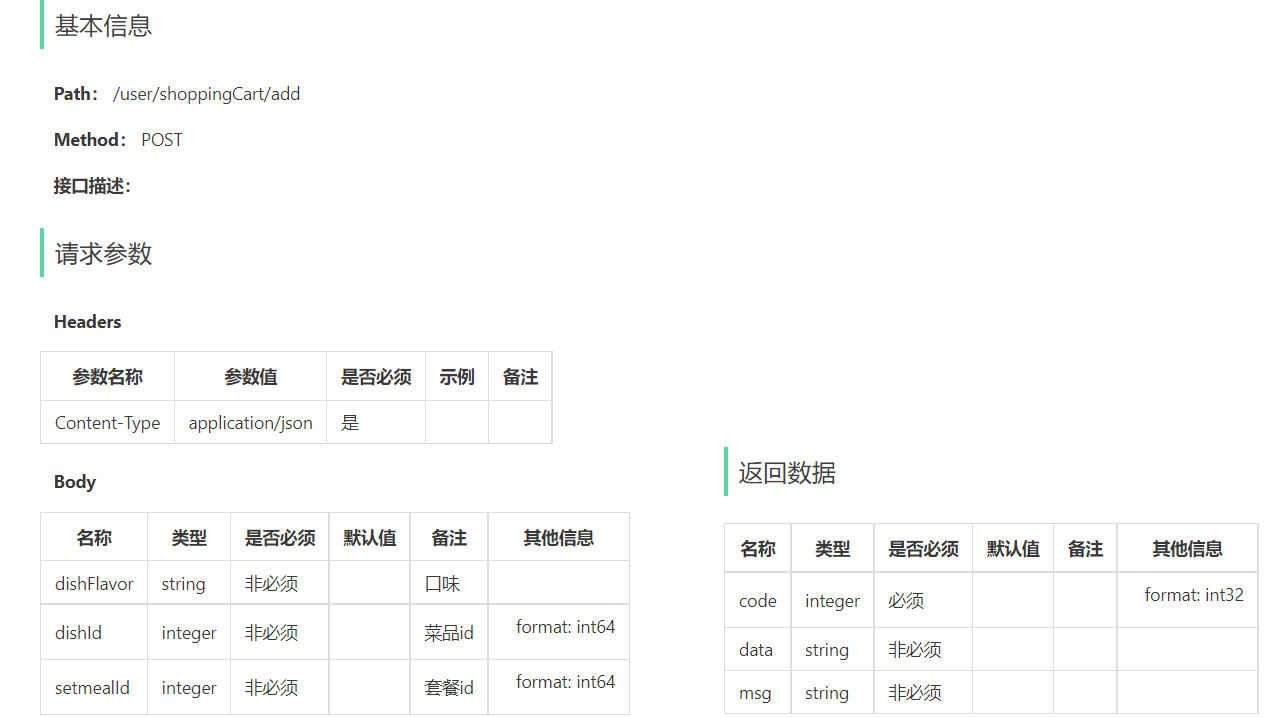 基本信息
Path： /user/shoppingCart/add
Method： POST
接口描述：
请求参数
Headers
参数名称 参数值 是否必须 示例 备注
Content-Type application/json 是
Body
名称 类型 是否必须 默认值 备注 其他信息
dishFlavor string 非必须 口味
dishId integer 非必须 菜品id format: int64
setmealId integer 非必须 套餐id format: int64
返回数据
名称 类型 是否必须 默认值 备注 其他信息
code integer 必须 format: int32
data string 非必须
msg string 非必须